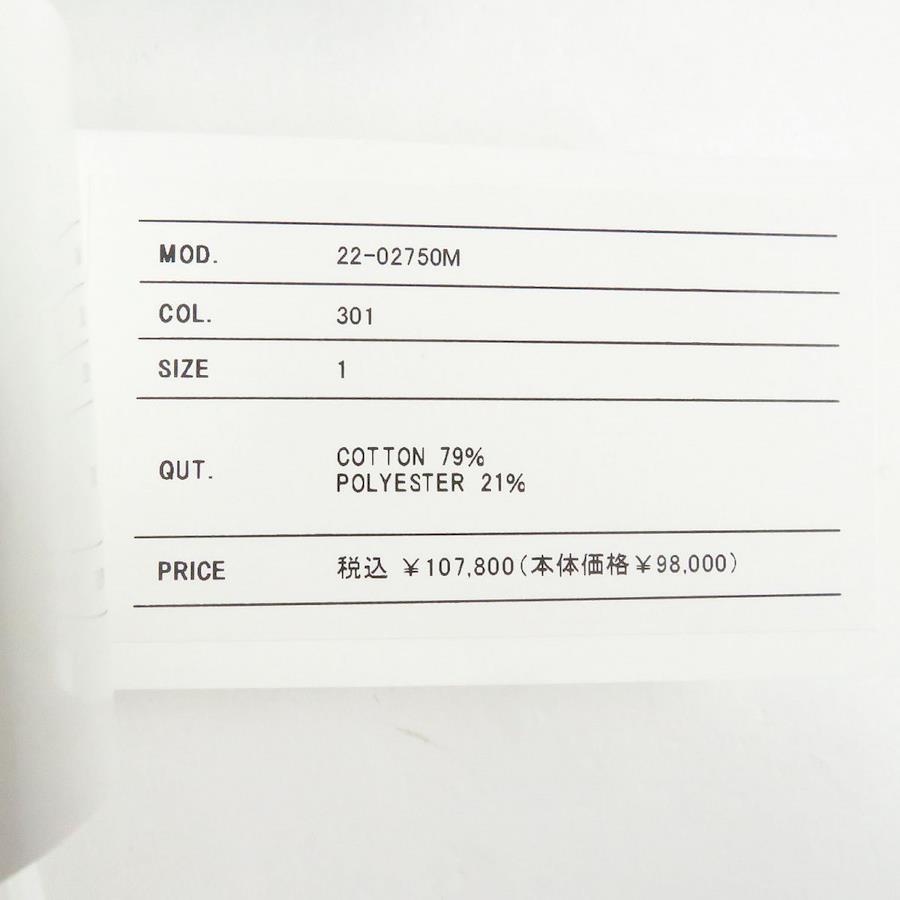 MOD. 22-02750M
COL. 301
SIZE 1
QUT. COTTON 79%
POLYESTER 21%
PRICE 税込 ¥107,800(本体価格¥98,000)